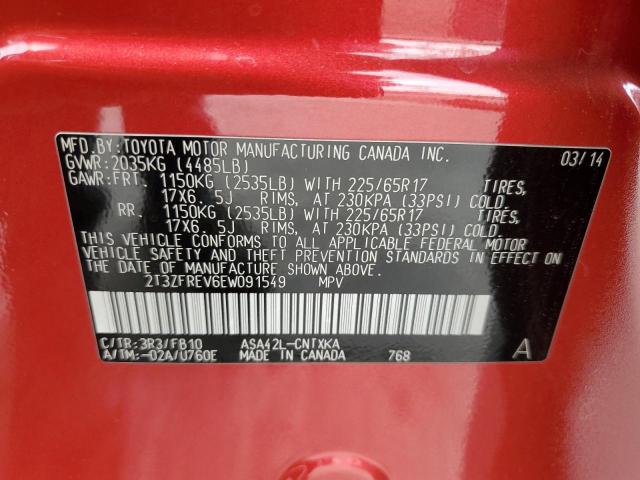 MFD. BY: TOYOTA MOTOR MANUFACTURING CANADA INC.
GVWR: 2035KG (4485LB) 03/14
GAWR: FRT. 1150KG (2535LB) WITH 225/65R17 TIRES,
17X6. 5J RIMS, AT 230KPA (33PSI) COLD.
RR. 1150KG (2535LB) WITH 225/65R17 TIRES,
17X6. 5J RIMS, AT 230KPA (33PSI) COLD.
THIS VEHICLE CONFORMS TO ALL APPLICABLE FEDERAL MOTOR
VEHICLE SAFETY AND THEFT PREVENTION STANDARDS IN EFFECT ON
THE DATE OF MANUFACTURE SHOWN ABOVE.
2T3ZFREV6EW091549 MPV
C/TR: 3R3/FB10 ASA42L-CNTXKA
A/TM: -02A/U760E MADE IN CANADA 768 A